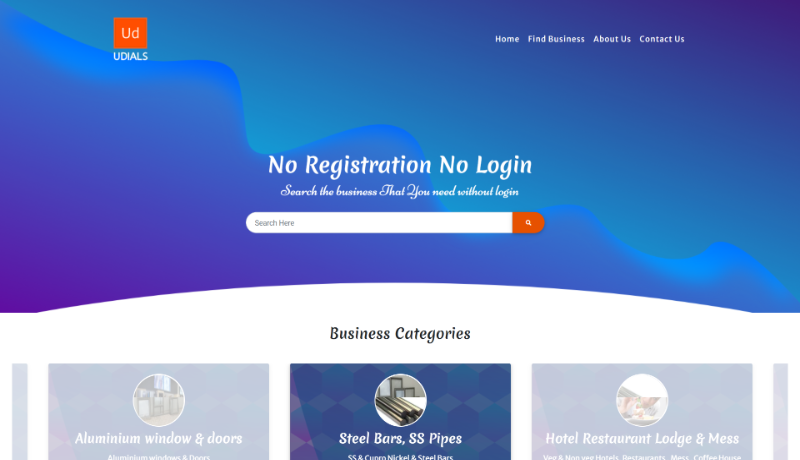 Ud
UDIALS
Home Find Business About Us Contact Us
No Registration No Login
Search the business That You need without login
Search Here
Business Categories
Aluminium window & doors
Steel Bars, SS Pipes
Hotel Restaurant Lodge & Mess
Aluminium windows & Doors
SS & Cupro Nickel & Steel Bars
Veg & Non veg Hotels, Restaurants, Mess, Coffee House